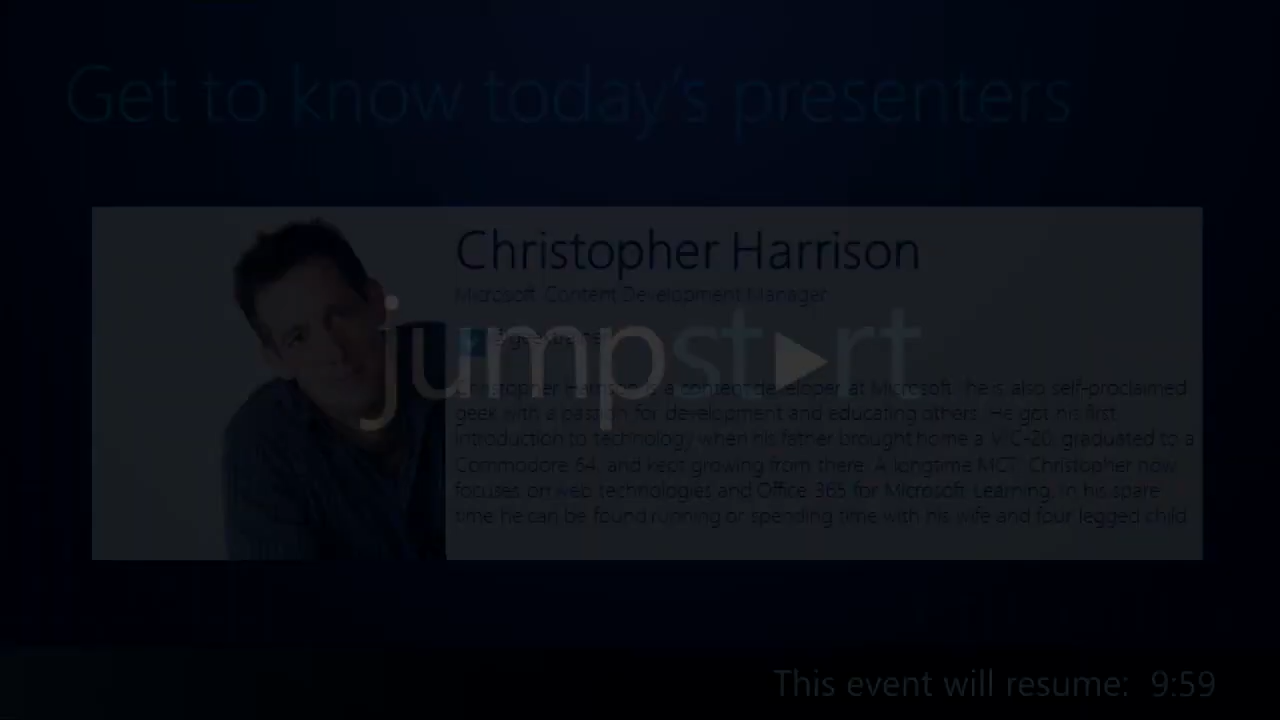 Get to know today's presenters
Christopher Harrison
Microsoft Content Development Manager
jumpstart
Christopher Harrison is a content developer at Microsoft. he is also self-proclaimed
geek with a passion for development and educating others. He got his first
introduction to technology when his father brought home a VIC-20, graduated to a
Commodore 64, and kept growing from there. A longtime MCT, Christopher now
focuses on web technologies and Office 365 for Microsoft Learning. In his spare
time he can be found running or spending time with his wife and four legged child.
This event will resume: 9:59